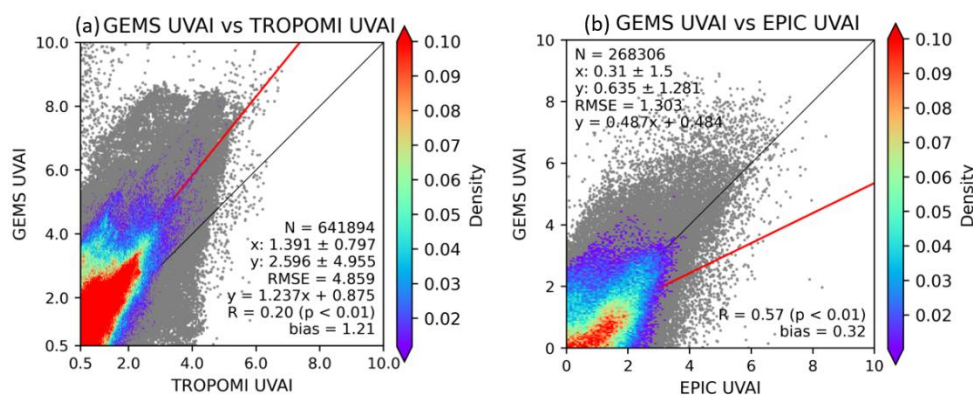 (a) GEMS UVAI vs TROPOMI UVAI
10.0
8.0
6.0
4.0
2.0
0.5
GEMS UVAI
0.5 2.0 4.0 6.0 8.0 10.0
TROPOMI UVAI
N = 641894
x: 1.391 ± 0.797
y: 2.596 ± 4.955
RMSE = 4.859
y = 1.237x + 0.875
R = 0.20 (p < 0.01)
bias = 1.21
0.10
0.09
0.08
0.07
0.06
0.05
0.04
0.03
0.02
Density
(b) GEMS UVAI vs EPIC UVAI
10
8
6
4
2
0
GEMS UVAI
0 2 4 6 8 10
EPIC UVAI
N = 268306
x: 0.31 ± 1.5
y: 0.635 ± 1.281
RMSE = 1.303
y = 0.487x + 0.484
R = 0.57 (p < 0.01)
bias = 0.32
0.10
0.09
0.08
0.07
0.06
0.05
0.04
0.03
0.02
Density